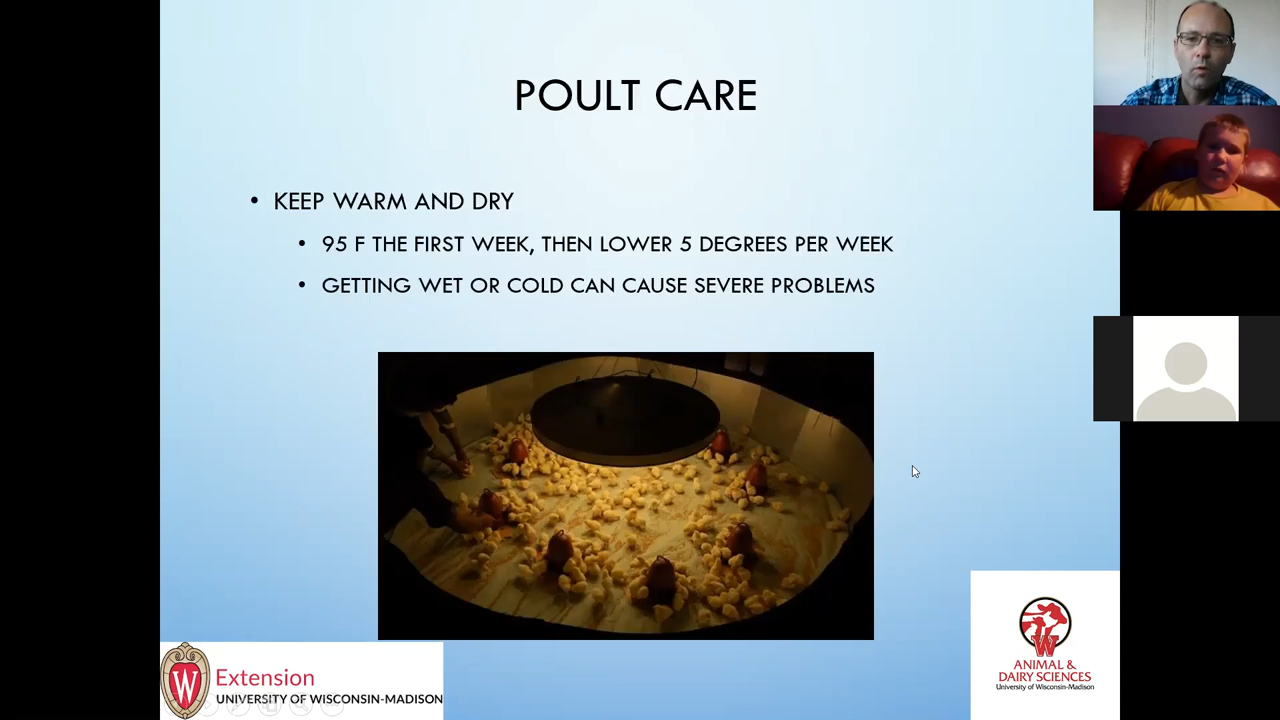 POULT CARE
• KEEP WARM AND DRY
• 95 F THE FIRST WEEK, THEN LOWER 5 DEGREES PER WEEK
• GETTING WET OR COLD CAN CAUSE SEVERE PROBLEMS
W
Extension
UNIVERSITY OF WISCONSIN-MADISON
W
ANIMAL &
DAIRY SCIENCES
University of Wisconsin-Madison